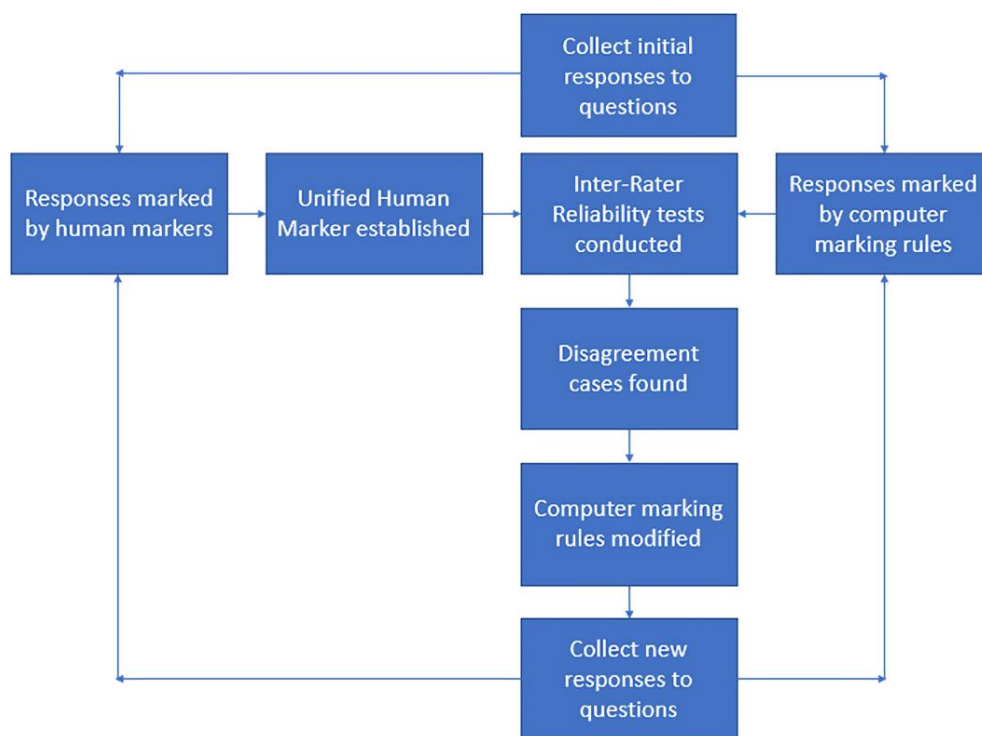 Collect initial
responses to
questions
Responses marked
by human markers
Unified Human
Marker established
Inter-Rater
Reliability tests
conducted
Responses marked
by computer
marking rules
Disagreement
cases found
Computer marking
rules modified
Collect new
responses to
questions